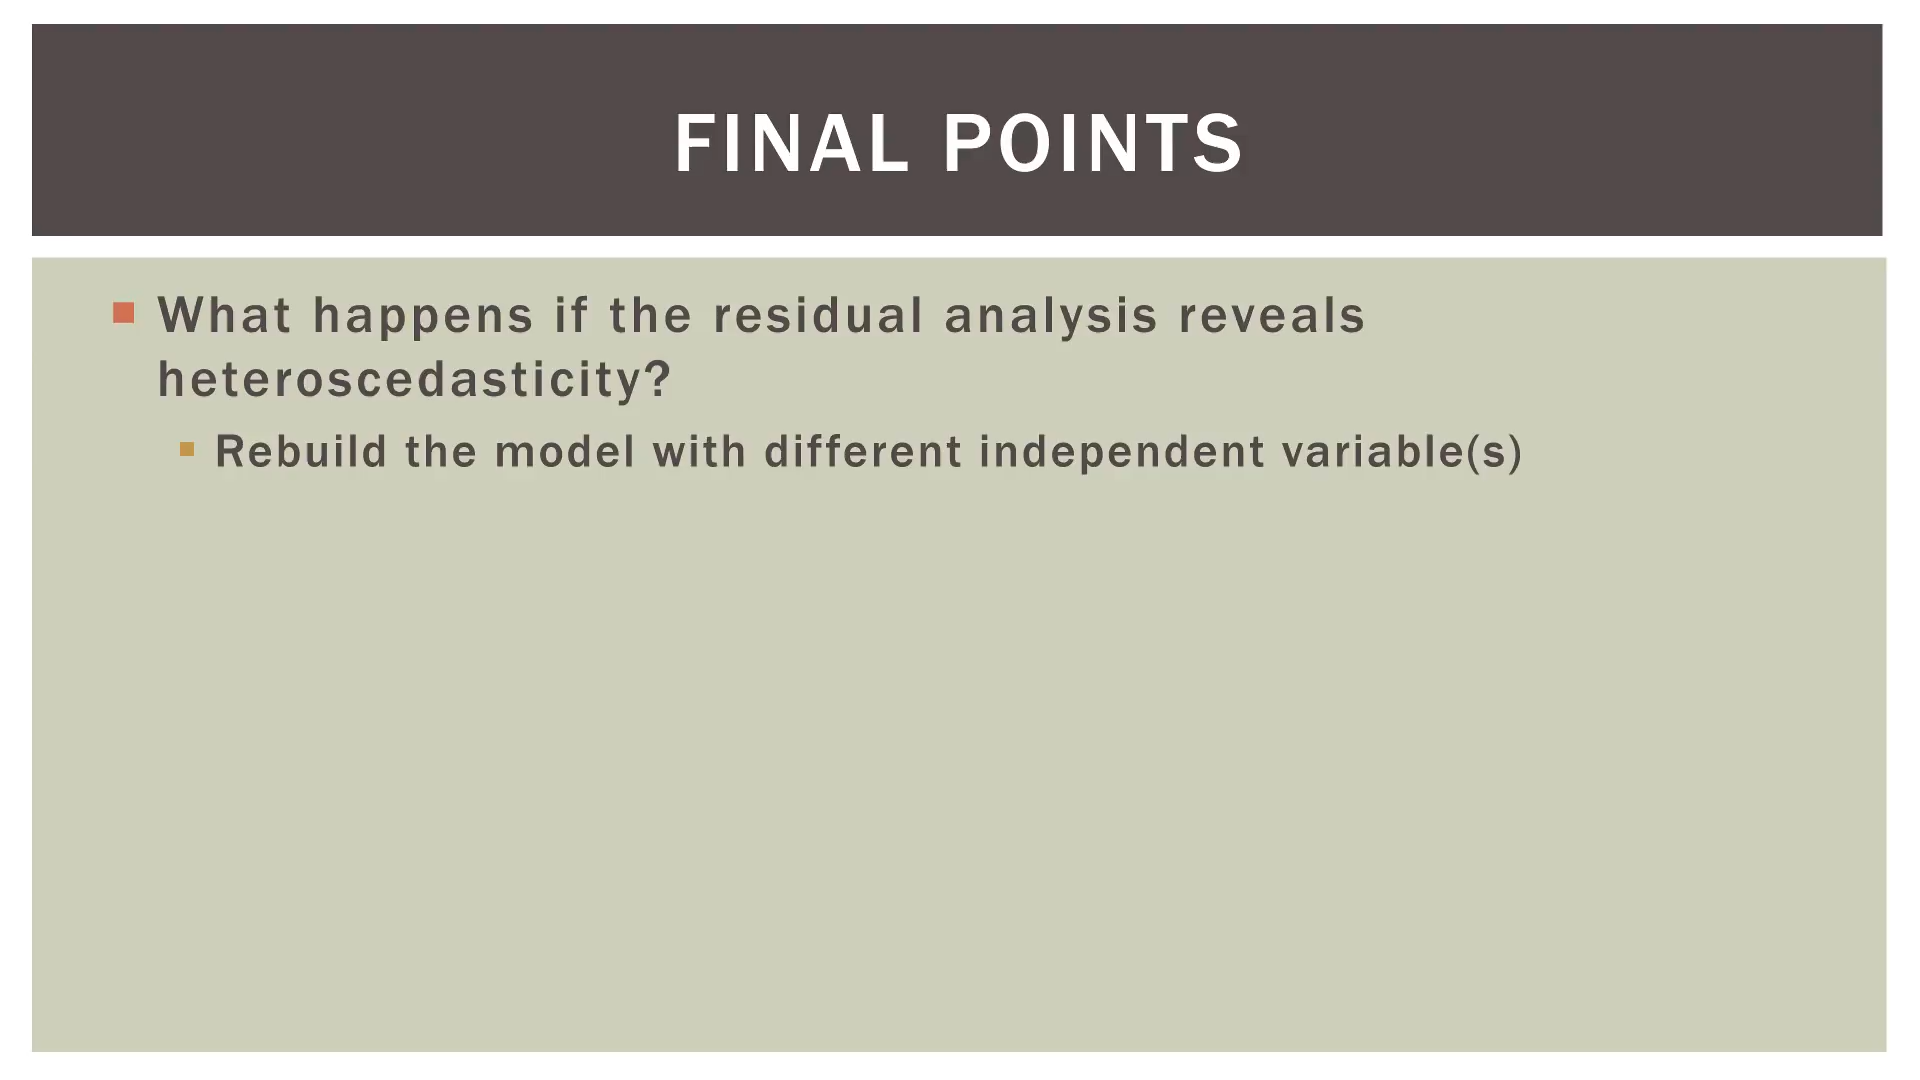 FINAL POINTS
What happens if the residual analysis reveals
heteroscedasticity?
Rebuild the model with different independent variable(s)